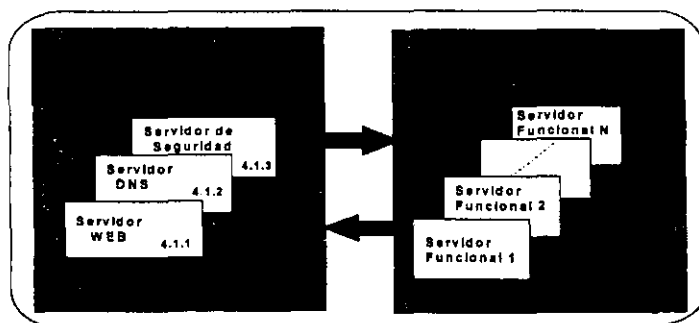 Servidor de
Seguridad
4.1.3
Servidor
DNS
4.1.2
Servidor
WEB
4.1.1
Servidor
Funcional N
Servidor
Funcional 2
Servidor
Funcional 1